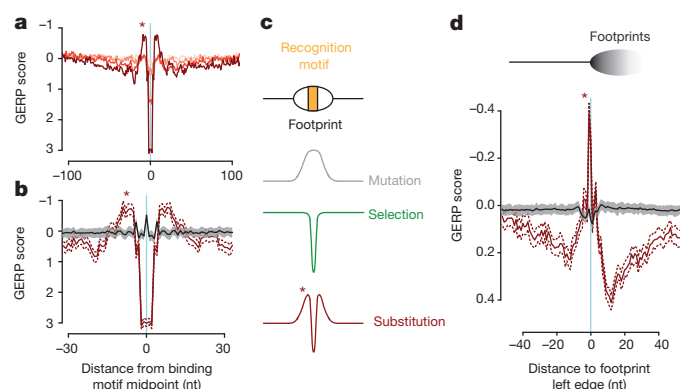 a
*
GERP score
−1
0
1
2
3
−100
0
100
b
*
GERP score
−1
0
1
2
3
−30
0
30
Distance from binding
motif midpoint (nt)
c
Recognition
motif
Footprint
Mutation
Selection
*
Substitution
d
Footprints
*
GERP score
−0.4
−0.2
0.0
0.2
0.4
−40
−20
0
20
40
Distance to footprint
left edge (nt)